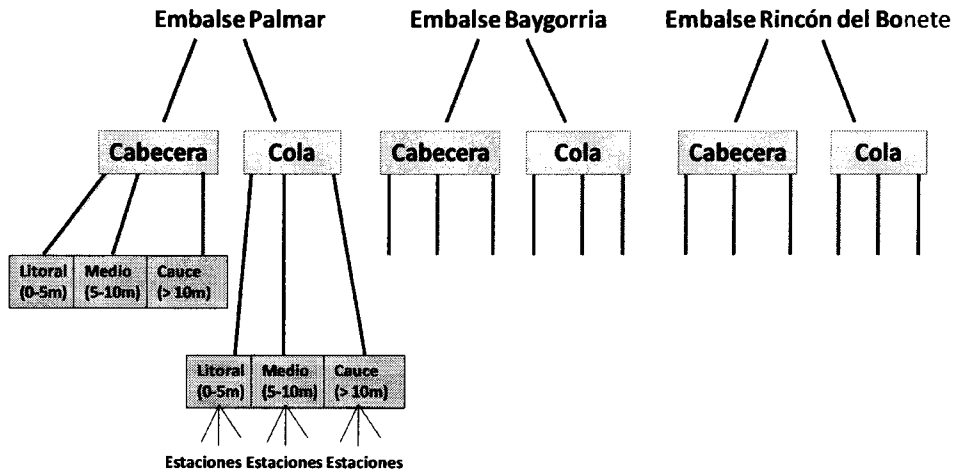 Embalse Palmar Embalse Baygorria Embalse Rincón del Bonete
Cabecera Cola Cabecera Cola Cabecera Cola
Litoral Medio Cauce
(0-5m) (5-10m) (> 10m)
Litoral Medio Cauce
(0-5m) (5-10m) (> 10m)
Estaciones Estaciones Estaciones